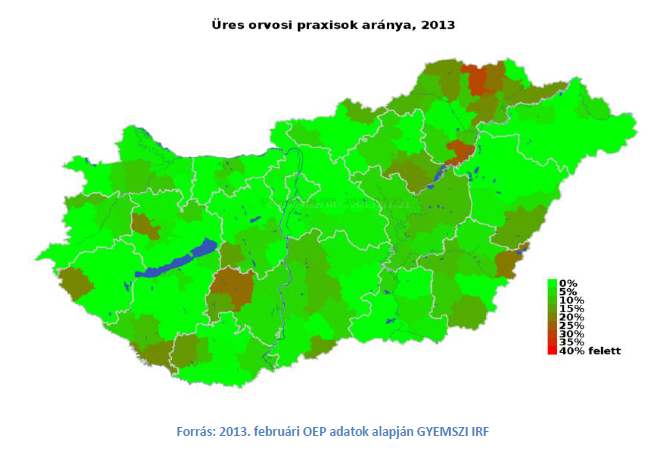 Üres orvosi praxisok aránya, 2013
0%
5%
10%
15%
20%
25%
30%
35%
40% felett
Forrás: 2013. februári OEP adatok alapján GYEMSZI IRF